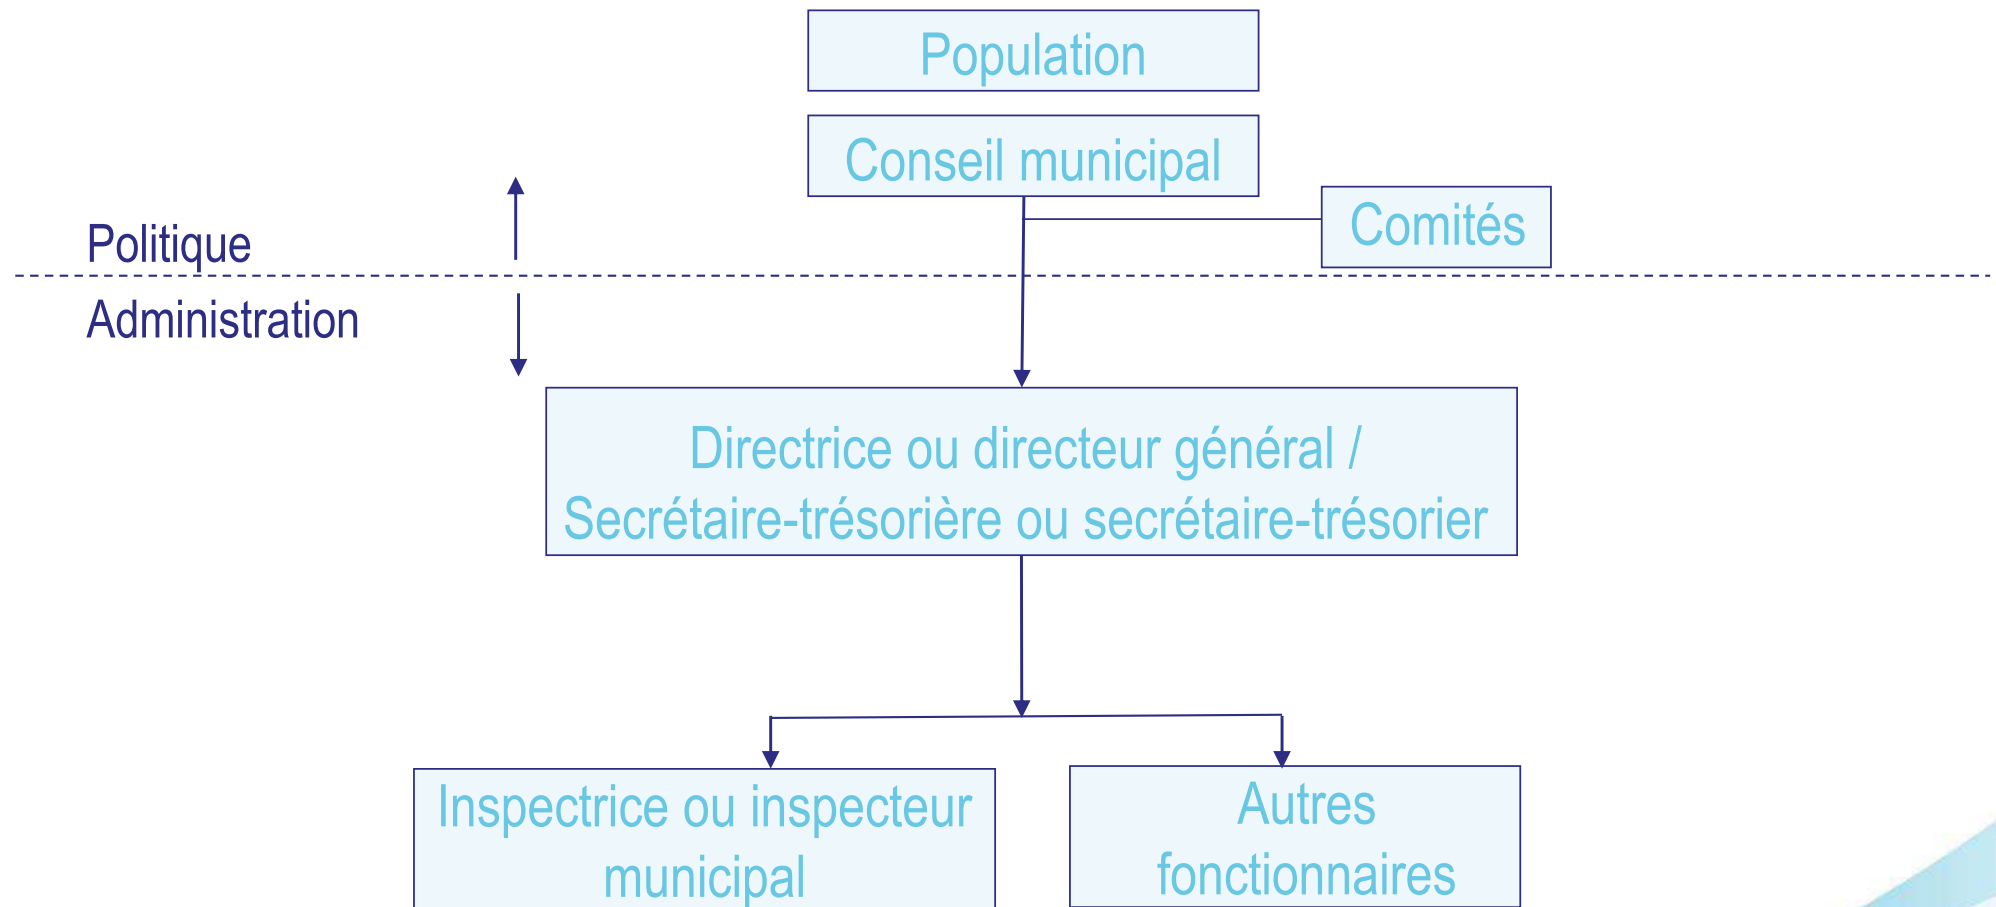 Population
Conseil municipal
Comités
Politique
Administration
Directrice ou directeur général /
Secrétaire-trésorière ou secrétaire-trésorier
Inspectrice ou inspecteur
municipal
Autres
fonctionnaires